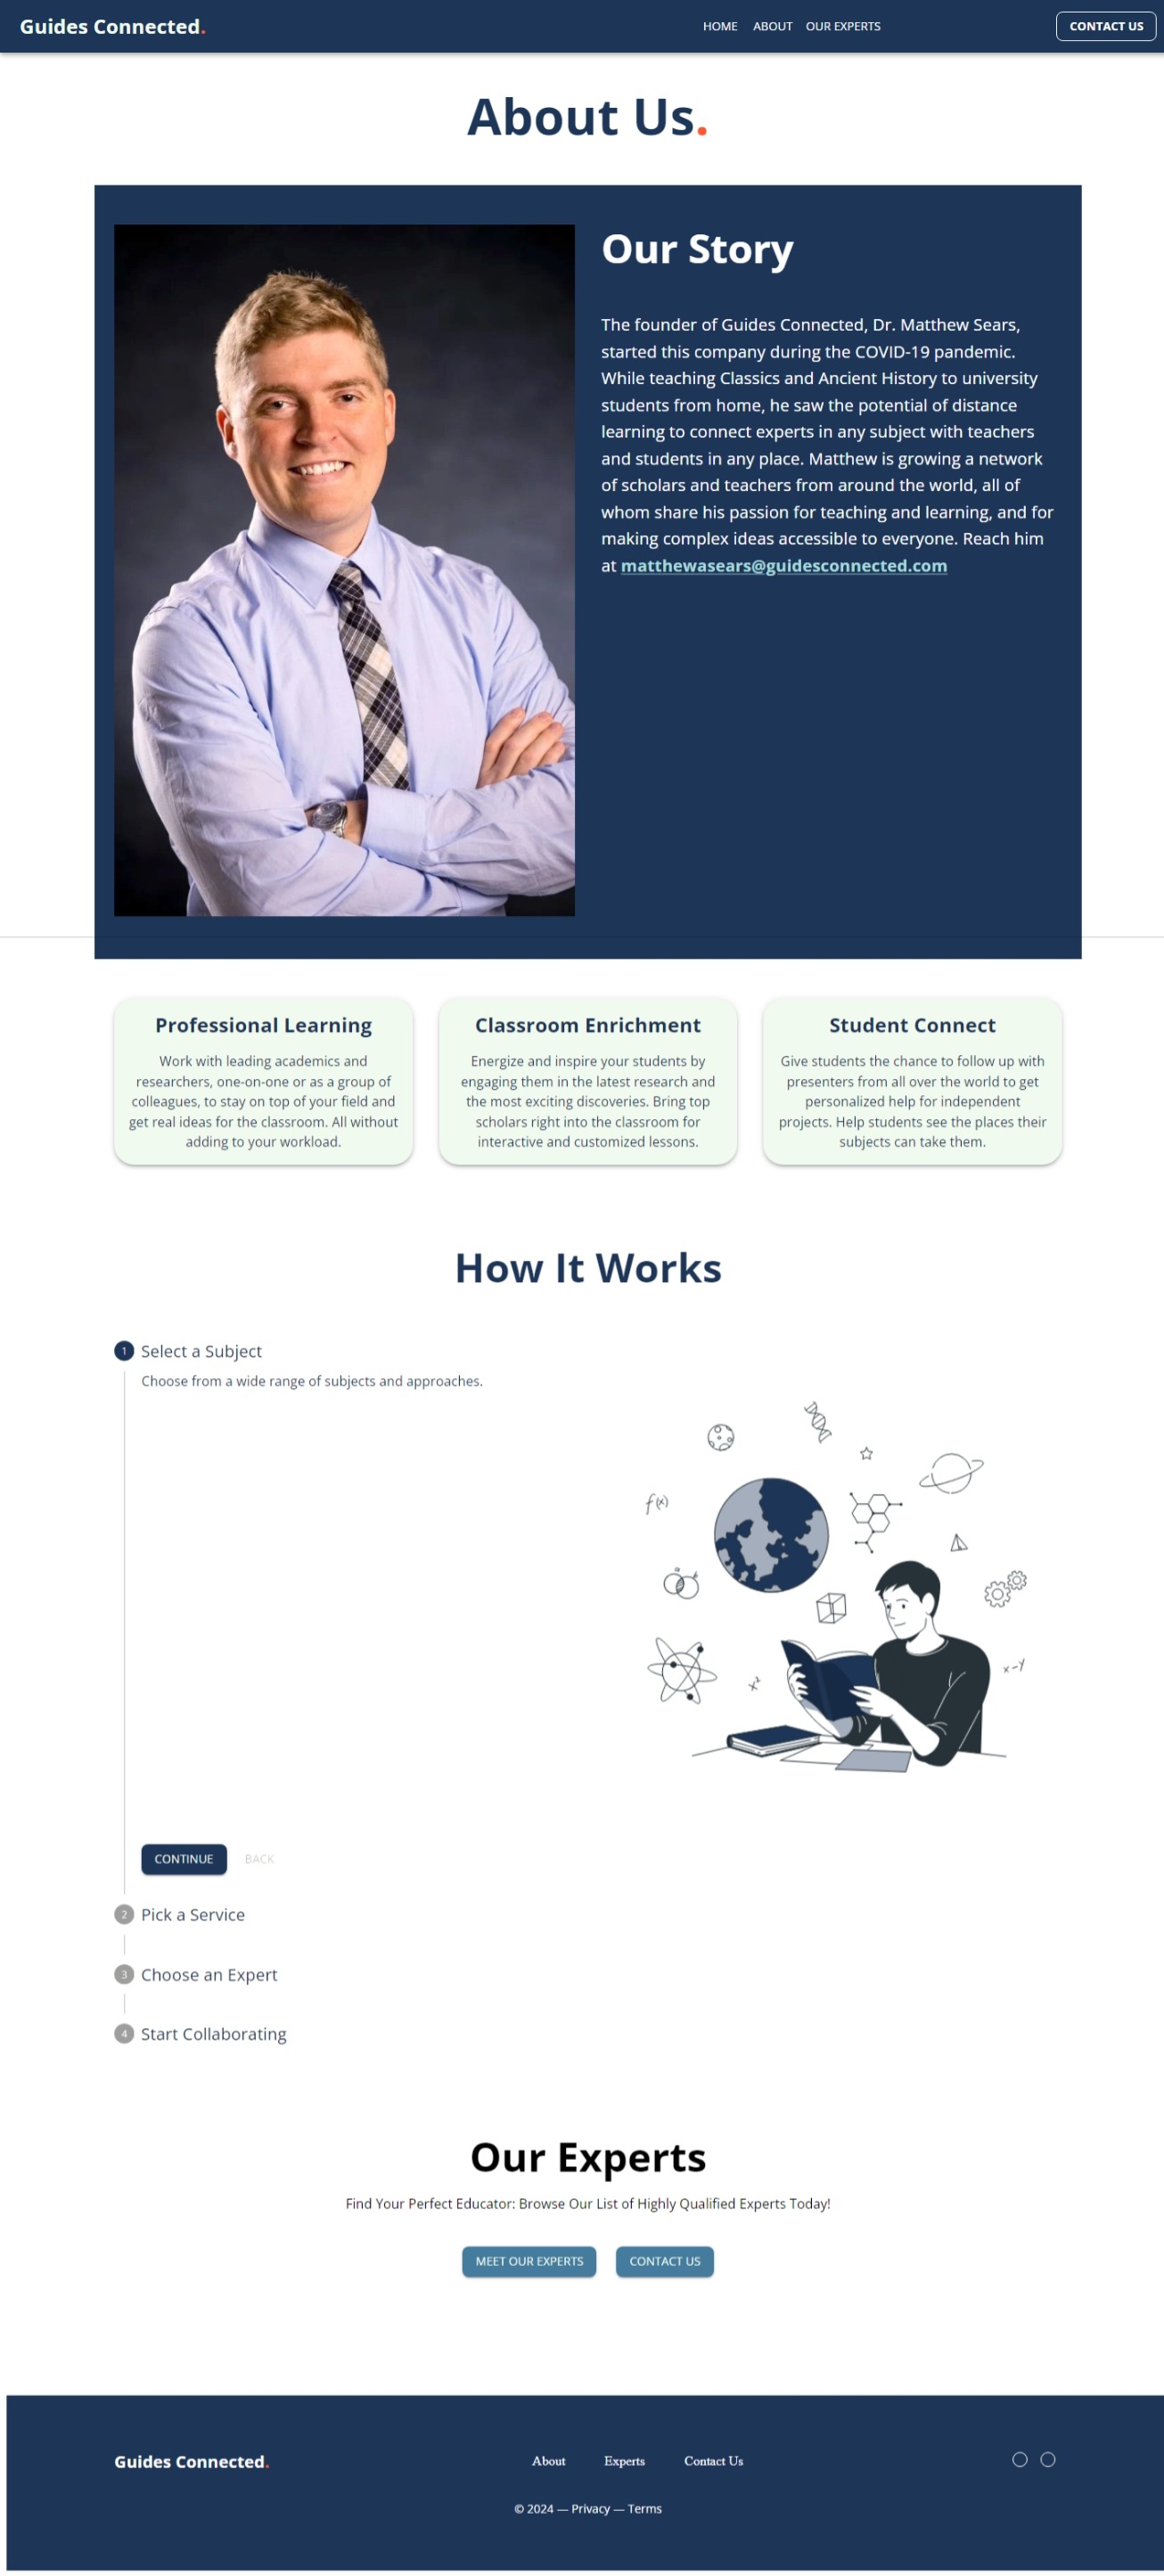 Guides Connected.
HOME ABOUT OUR EXPERTS
CONTACT US
About Us.
Our Story
The founder of Guides Connected, Dr. Matthew Sears,
started this company during the COVID-19 pandemic.
While teaching Classics and Ancient History to university
students from home, he saw the potential of distance
learning to connect experts in any subject with teachers
and students in any place. Matthew is growing a network
of scholars and teachers from around the world, all of
whom share his passion for teaching and learning, and for
making complex ideas accessible to everyone. Reach him
at matthewasears@guidesconnected.com
Professional Learning
Work with leading academics and
researchers, one-on-one or as a group of
colleagues, to stay on top of your field and
get real ideas for the classroom. All without
adding to your workload.
Classroom Enrichment
Energize and inspire your students by
engaging them in the latest research and
the most exciting discoveries. Bring top
scholars right into the classroom for
interactive and customized lessons.
Student Connect
Give students the chance to follow up with
presenters from all over the world to get
personalized help for independent
projects. Help students see the places their
subjects can take them.
How It Works
1 Select a Subject
Choose from a wide range of subjects and approaches.
f(x)
x²
x-y
CONTINUE BACK
2 Pick a Service
3 Choose an Expert
4 Start Collaborating
Our Experts
Find Your Perfect Educator: Browse Our List of Highly Qualified Experts Today!
MEET OUR EXPERTS CONTACT US
Guides Connected.
About Experts Contact Us
© 2024 — Privacy — Terms